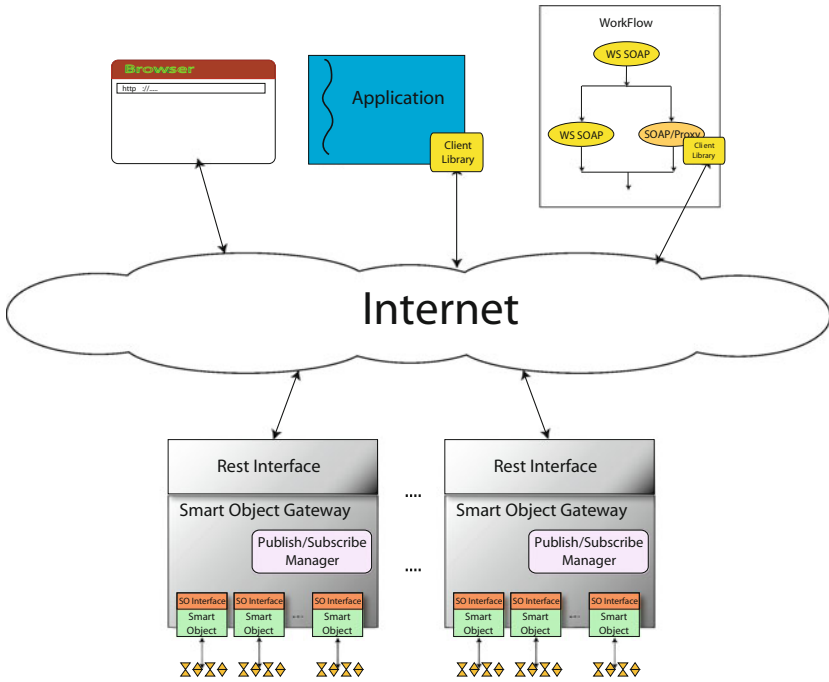 WorkFlow
WS SOAP
Browser
http ://.....
Application
Client
Library
WS SOAP
SOAP/Proxy
Client
Library
Internet
Rest Interface
Rest Interface
....
Smart Object Gateway
Smart Object Gateway
Publish/Subscribe
Manager
Publish/Subscribe
Manager
....
SO Interface
SO Interface
SO Interface
SO Interface
SO Interface
SO Interface
Smart
Object
Smart
Object
....
Smart
Object
Smart
Object
Smart
Object
....
Smart
Object